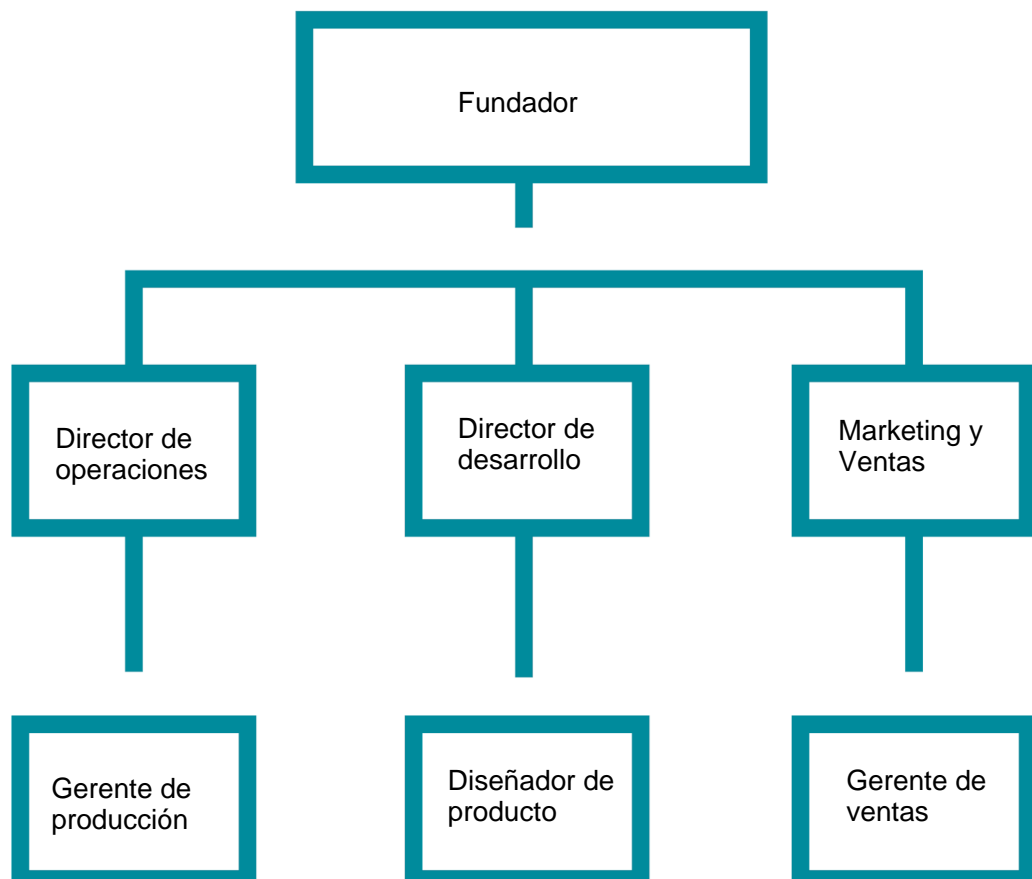 Fundador
Director de
operaciones
Director de
desarrollo
Marketing y
Ventas
Gerente de
producción
Diseñador de
producto
Gerente de
ventas